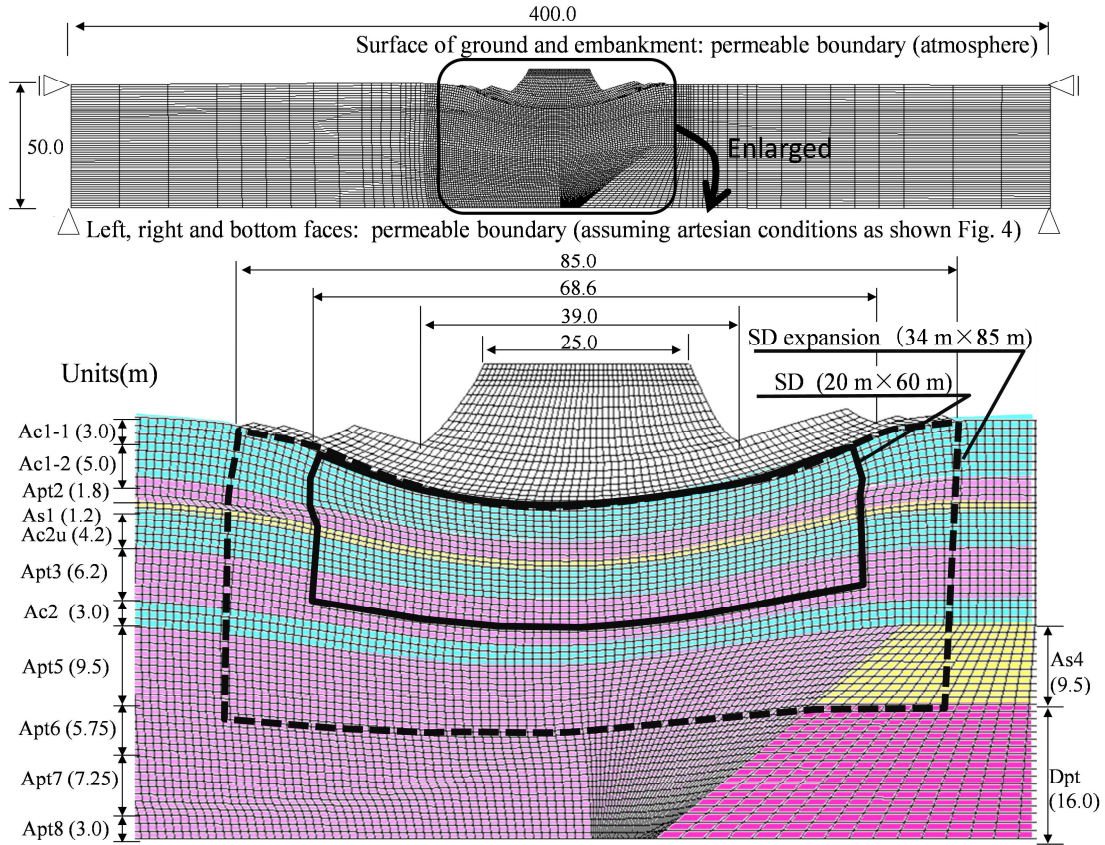 400.0
Surface of ground and embankment: permeable boundary (atmosphere)
50.0
Enlarged
Left, right and bottom faces: permeable boundary (assuming artesian conditions as shown Fig. 4)
85.0
68.6
39.0
25.0
SD expansion (34 m×85 m)
SD (20 m×60 m)
Units(m)
Ac1-1 (3.0)
Ac1-2 (5.0)
Apt2 (1.8)
As1 (1.2)
Ac2u (4.2)
Apt3 (6.2)
Ac2 (3.0)
Apt5 (9.5)
Apt6 (5.75)
Apt7 (7.25)
Apt8 (3.0)
As4
(9.5)
Dpt
(16.0)